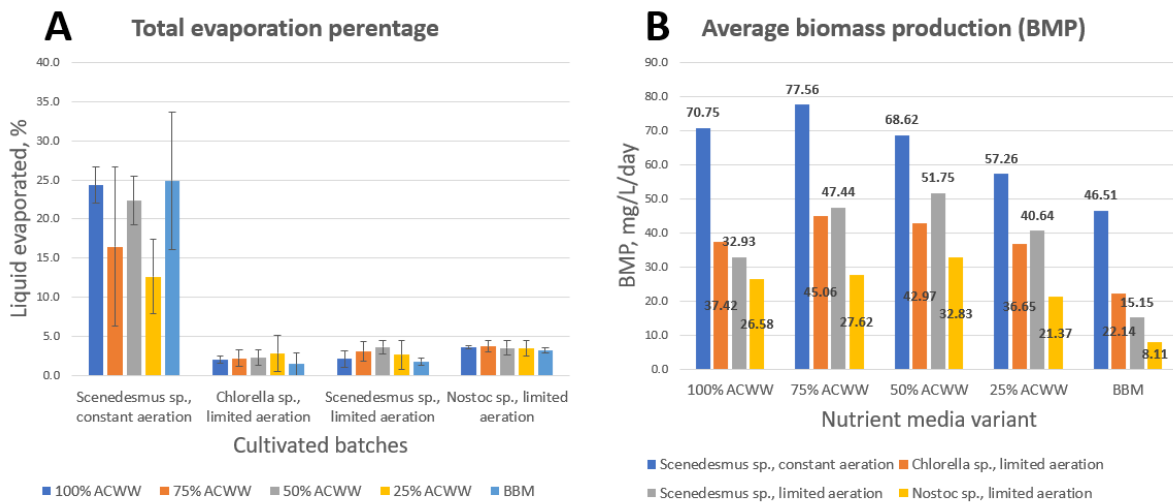 A
Total evaporation perentage
Liquid evaporated, %
40.0
35.0
30.0
25.0
20.0
15.0
10.0
5.0
0.0
Scenedesmus sp., constant aeration
Chlorella sp., limited aeration
Scenedesmus sp., limited aeration
Nostoc sp., limited aeration
Cultivated batches
100% ACWW
75% ACWW
50% ACWW
25% ACWW
BBM
B
Average biomass production (BMP)
BMP, mg/L/day
90.0
80.0
70.0
60.0
50.0
40.0
30.0
20.0
10.0
0.0
70.75
37.42
32.93
26.58
77.56
45.06
47.44
27.62
68.62
42.97
51.75
32.83
57.26
36.65
40.64
21.37
46.51
22.14
15.15
8.11
100% ACWW
75% ACWW
50% ACWW
25% ACWW
BBM
Nutrient media variant
Scenedesmus sp., constant aeration
Chlorella sp., limited aeration
Scenedesmus sp., limited aeration
Nostoc sp., limited aeration